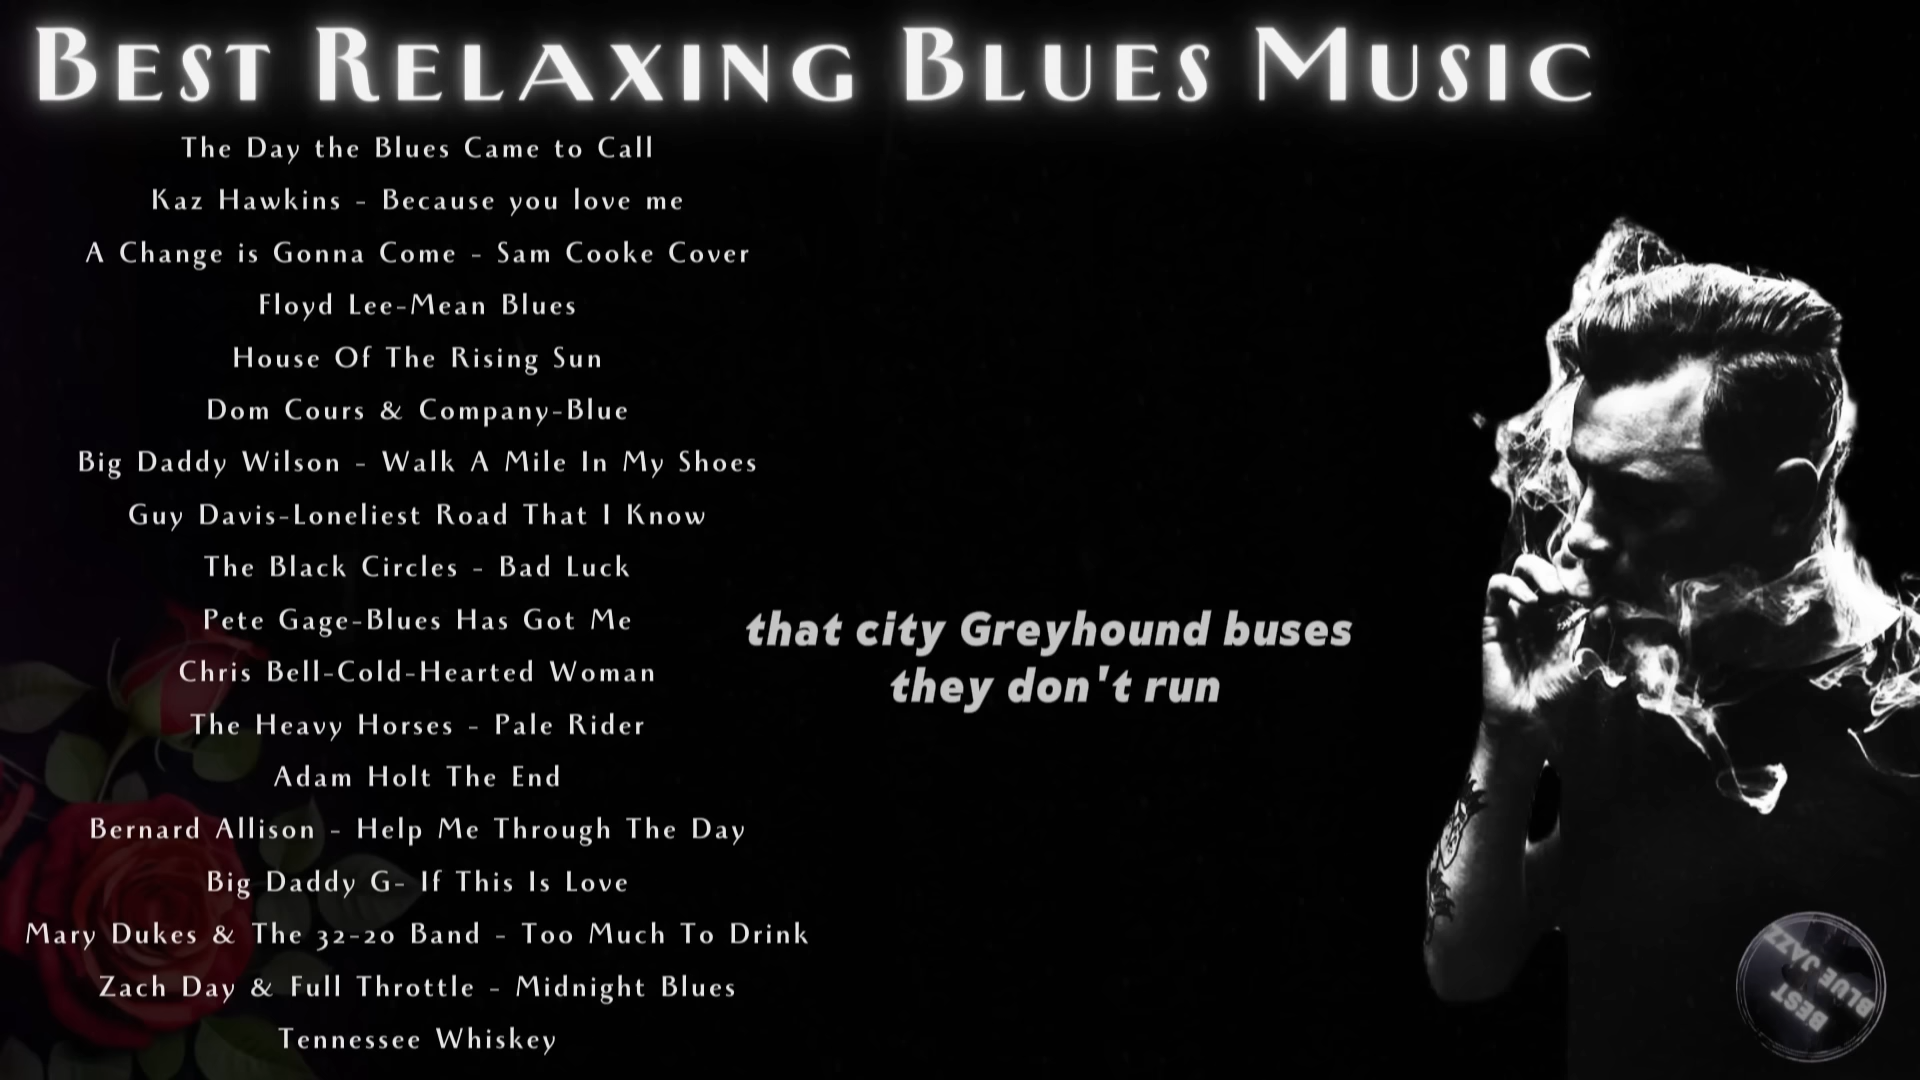 Best Relaxing Blues Music
The Day the Blues Came to Call
Kaz Hawkins - Because you love me
A Change is Gonna Come - Sam Cooke Cover
Floyd Lee-Mean Blues
House Of The Rising Sun
Dom Cours & Company-Blue
Big Daddy Wilson - Walk A Mile In My Shoes
Guy Davis-Loneliest Road That I Know
The Black Circles - Bad Luck
Pete Gage-Blues Has Got Me
Chris Bell-Cold-Hearted Woman
The Heavy Horses - Pale Rider
Adam Holt The End
Bernard Allison - Help Me Through The Day
Big Daddy G- If This Is Love
Mary Dukes & The 32-20 Band - Too Much To Drink
Zach Day & Full Throttle - Midnight Blues
Tennessee Whiskey
that city Greyhound buses
they don't run
BEST
BLUE JAZZ